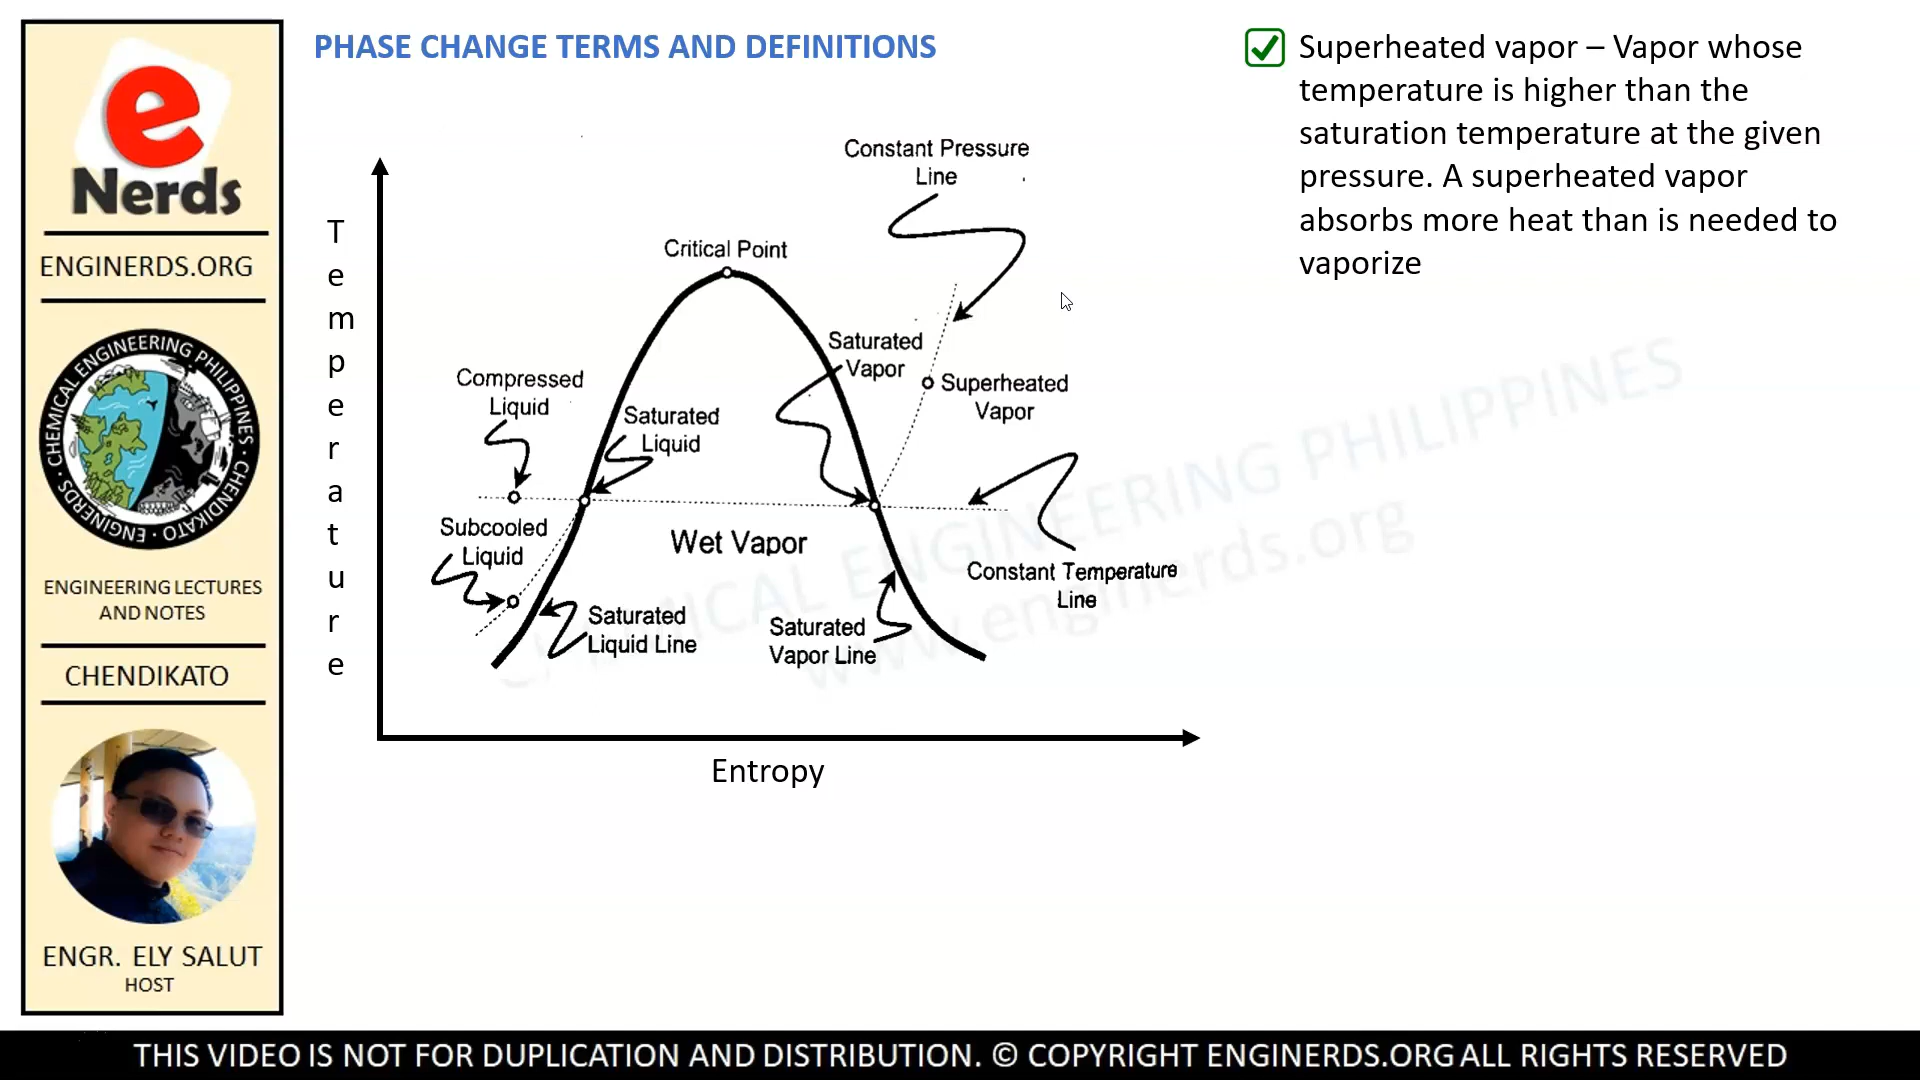 e
Nerds
ENGINERDS.ORG
CHEMICAL ENGINEERING PHILIPPINES
· CHENDIKATO · ENGINERDS ·
ENGINEERING LECTURES
AND NOTES
CHENDIKATO
ENGR. ELY SALUT
HOST
PHASE CHANGE TERMS AND DEFINITIONS
Temperature
Constant Pressure
Line
Critical Point
Saturated
Vapor
Compressed
Liquid
Superheated
Vapor
Saturated
Liquid
Subcooled
Liquid
Wet Vapor
Constant Temperature
Line
Saturated
Liquid Line
Saturated
Vapor Line
Entropy
Superheated vapor – Vapor whose
temperature is higher than the
saturation temperature at the given
pressure. A superheated vapor
absorbs more heat than is needed to
vaporize
CHEMICAL ENGINEERING PHILIPPINES
www.enginerds.org
THIS VIDEO IS NOT FOR DUPLICATION AND DISTRIBUTION. © COPYRIGHT ENGINERDS.ORG ALL RIGHTS RESERVED